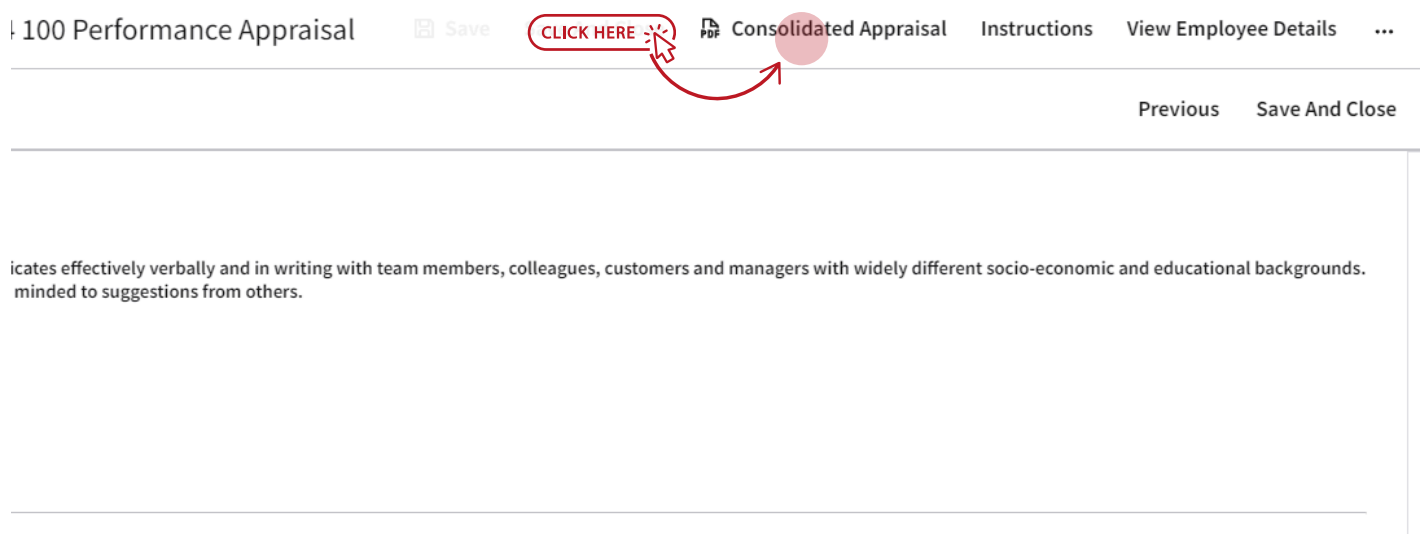 100 Performance Appraisal
Save
CLICK HERE
PDF
Consolidated Appraisal
Instructions
View Employee Details
...
Previous
Save And Close
icates effectively verbally and in writing with team members, colleagues, customers and managers with widely different socio-economic and educational backgrounds.
minded to suggestions from others.